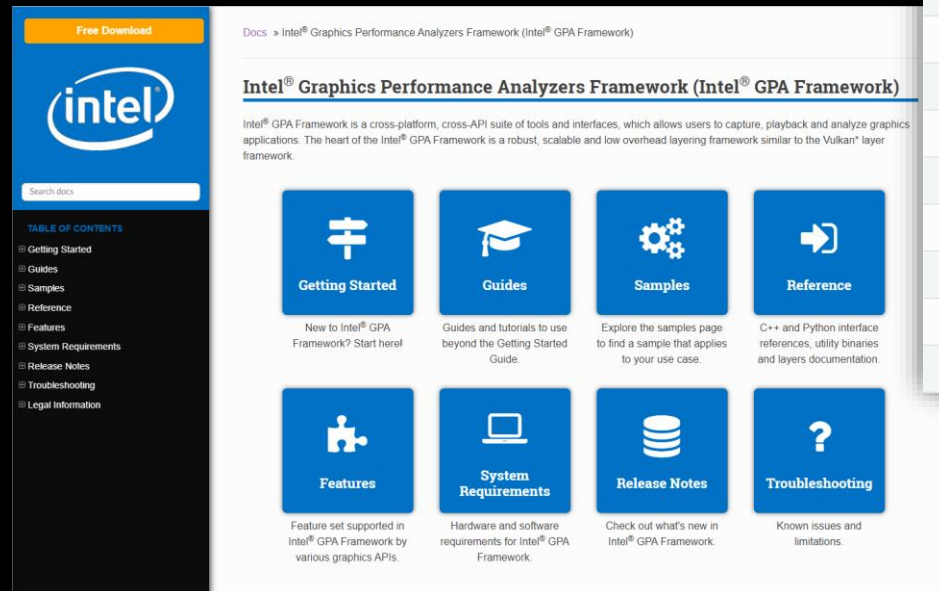 Free Download
intel
Search docs
TABLE OF CONTENTS
Getting Started
Guides
Samples
Reference
Features
System Requirements
Release Notes
Troubleshooting
Legal Information
Docs » Intel® Graphics Performance Analyzers Framework (Intel® GPA Framework)
Intel® Graphics Performance Analyzers Framework (Intel® GPA Framework)
Intel® GPA Framework is a cross-platform, cross-API suite of tools and interfaces, which allows users to capture, playback and analyze graphics
applications. The heart of the Intel® GPA Framework is a robust, scalable and low overhead layering framework similar to the Vulkan* layer
framework.
Getting Started
New to Intel® GPA
Framework? Start here!
Guides
Guides and tutorials to use
beyond the Getting Started
Guide.
Samples
Explore the samples page
to find a sample that applies
to your use case.
Reference
C++ and Python interface
references, utility binaries
and layers documentation.
Features
Feature set supported in
Intel® GPA Framework by
various graphics APIs.
System
Requirements
Hardware and software
requirements for Intel® GPA
Framework.
Release Notes
Check out what's new in
Intel® GPA Framework.
Troubleshooting
Known issues and
limitations.